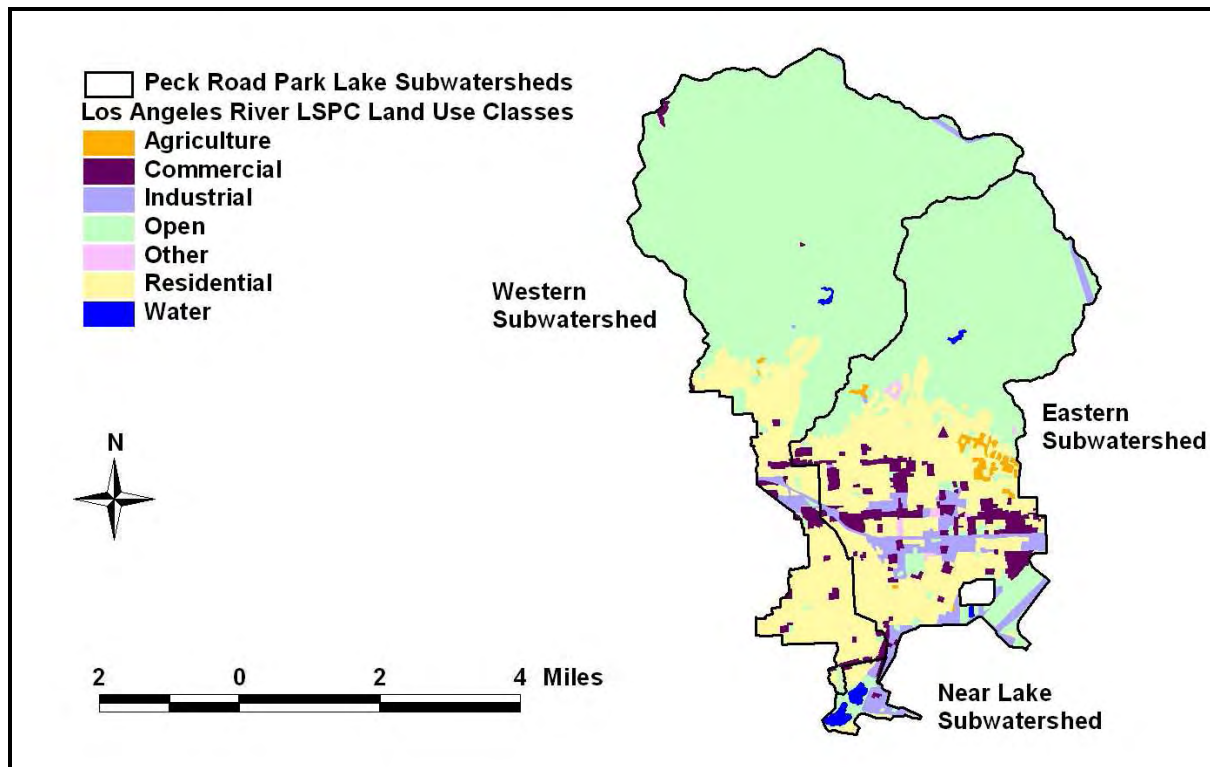 Peck Road Park Lake Subwatersheds
Los Angeles River LSPC Land Use Classes
Agriculture
Commercial
Industrial
Open
Other
Residential
Water
Western
Subwatershed
Eastern
Subwatershed
N
2 0 2 4 Miles
Near Lake
Subwatershed